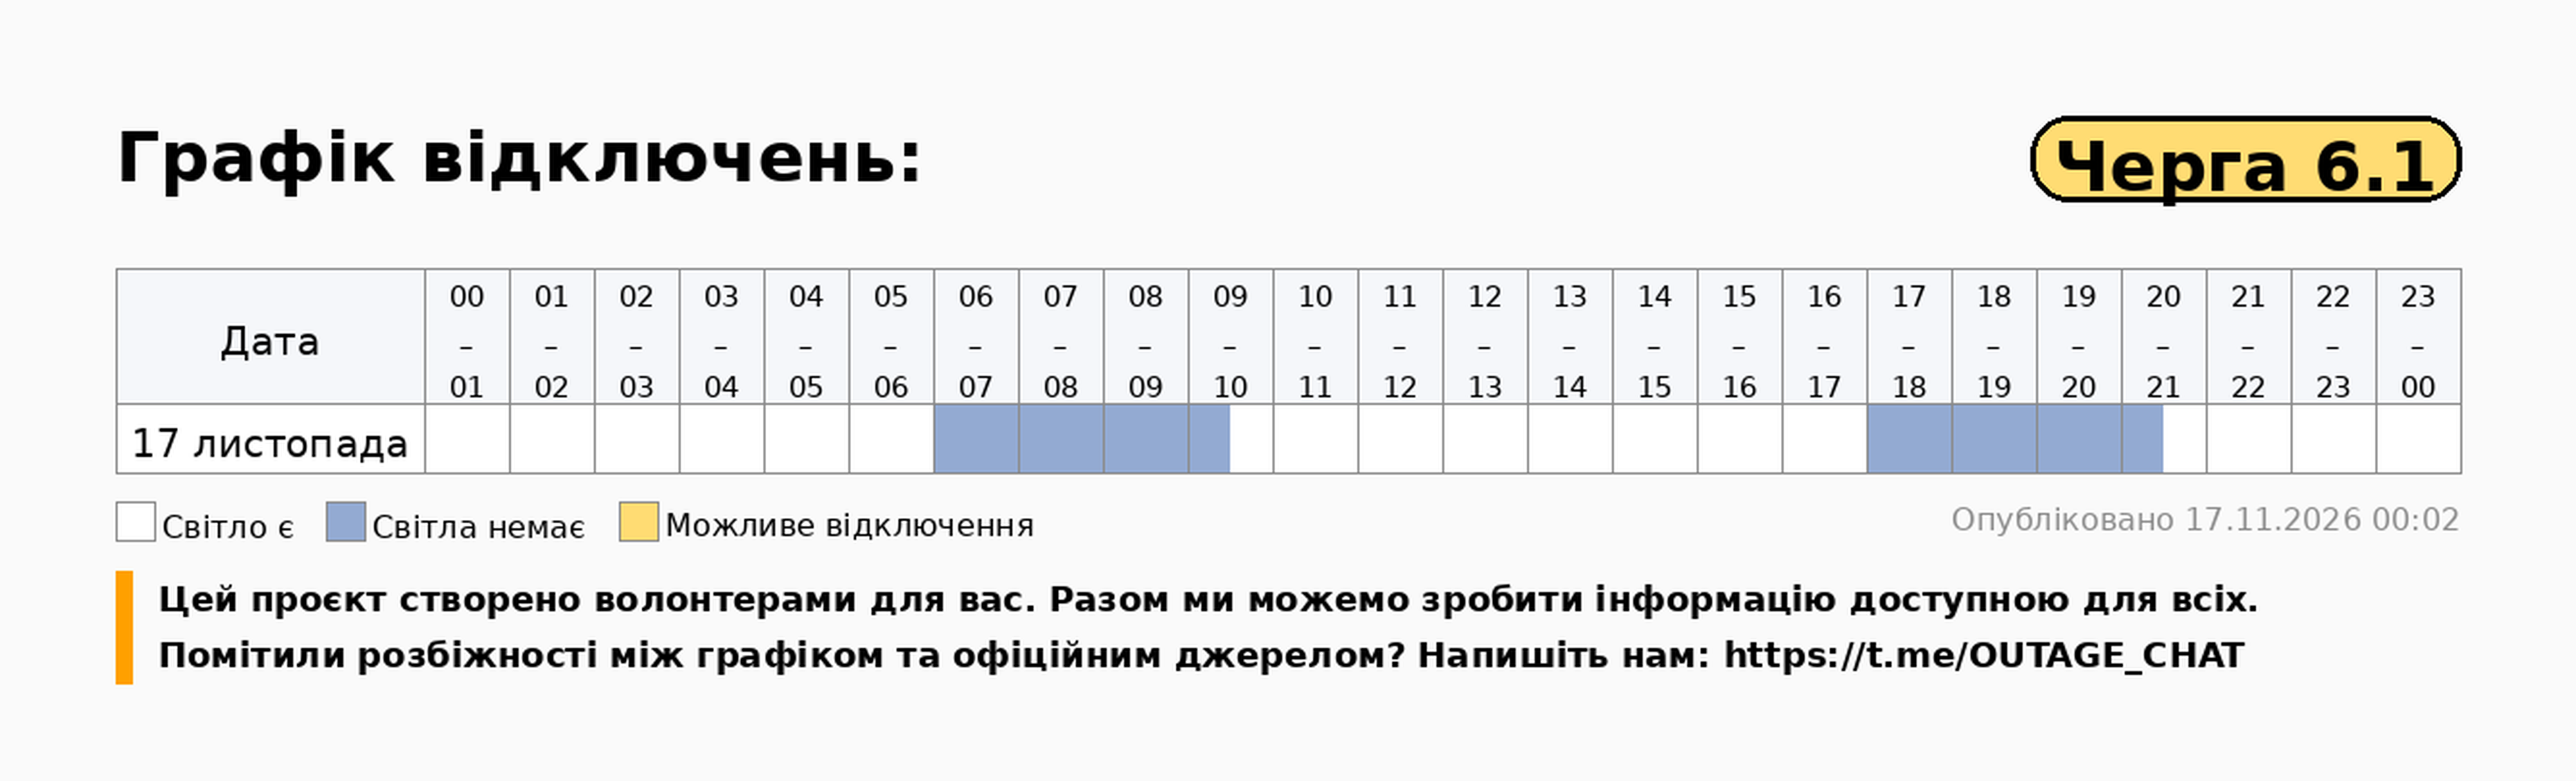 Графік відключень:
Черга 6.1
Дата
00 – 01
01 – 02
02 – 03
03 – 04
04 – 05
05 – 06
06 – 07
07 – 08
08 – 09
09 – 10
10 – 11
11 – 12
12 – 13
13 – 14
14 – 15
15 – 16
16 – 17
17 – 18
18 – 19
19 – 20
20 – 21
21 – 22
22 – 23
23 – 00
17 листопада
Світло є
Світла немає
Можливе відключення
Опубліковано 17.11.2026 00:02
Цей проєкт створено волонтерами для вас. Разом ми можемо зробити інформацію доступною для всіх.
Помітили розбіжності між графіком та офіційним джерелом? Напишіть нам: https://t.me/OUTAGE_CHAT